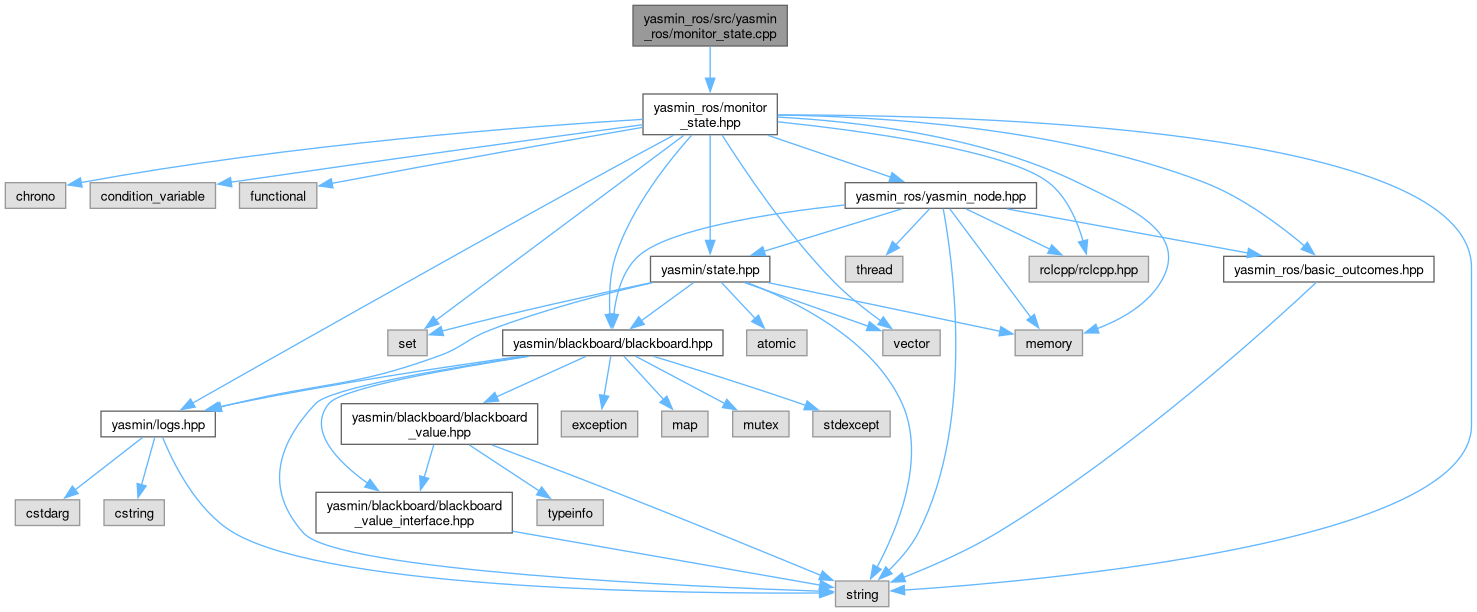 yasmin_ros/src/yasmin
_ros/monitor_state.cpp
yasmin_ros/monitor
_state.hpp
chrono
condition_variable
functional
yasmin_ros/yasmin_node.hpp
yasmin/state.hpp
thread
rclcpp/rclcpp.hpp
yasmin_ros/basic_outcomes.hpp
set
yasmin/blackboard/blackboard.hpp
atomic
vector
memory
yasmin/logs.hpp
yasmin/blackboard/blackboard
_value.hpp
exception
map
mutex
stdexcept
cstdarg
cstring
yasmin/blackboard/blackboard
_value_interface.hpp
typeinfo
string